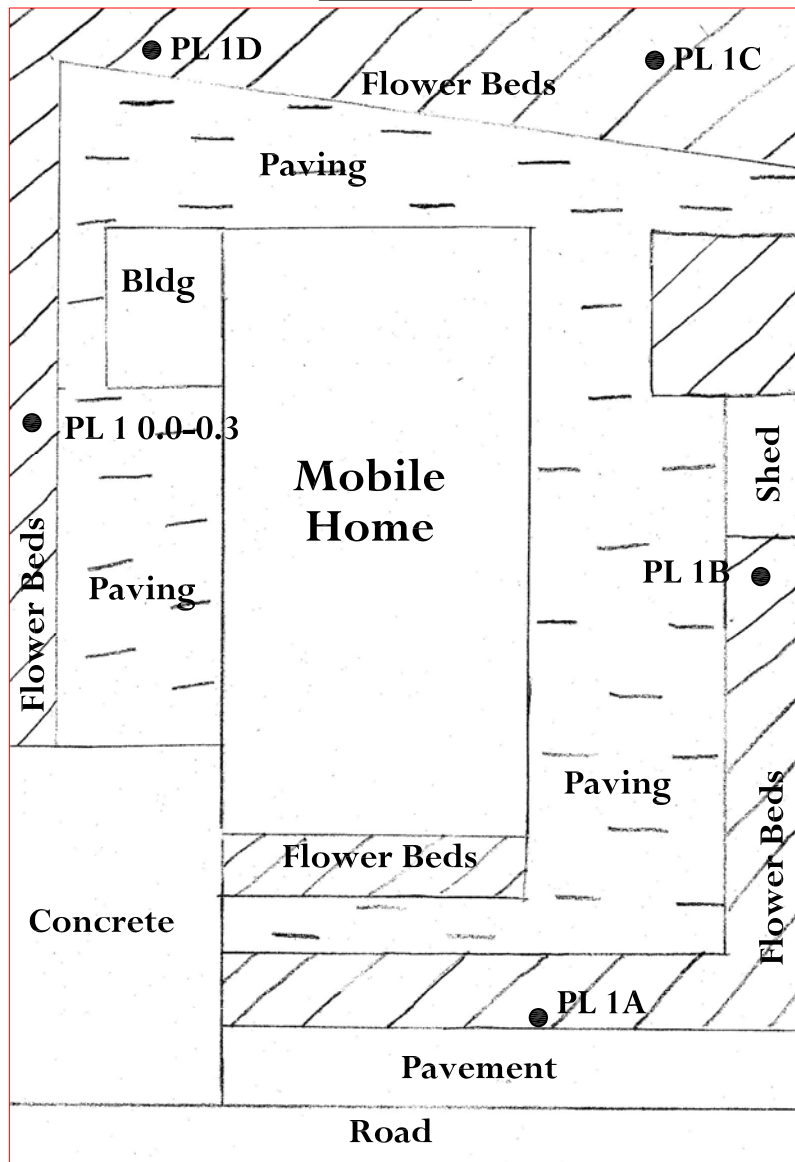 PL 1D
PL 1C
Flower Beds
Paving
Bldg
PL 1 0.0-0.3
Mobile
Home
Shed
PL 1B
Flower Beds
Paving
Paving
Flower Beds
Flower Beds
Concrete
PL 1A
Pavement
Road